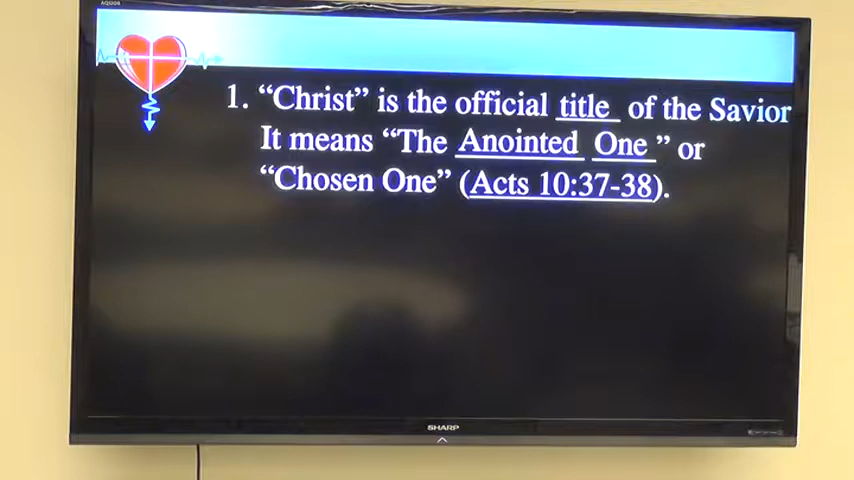 AQUOS
1. “Christ” is the official title of the Savior
It means “The Anointed One” or
“Chosen One” (Acts 10:37-38).
SHARP